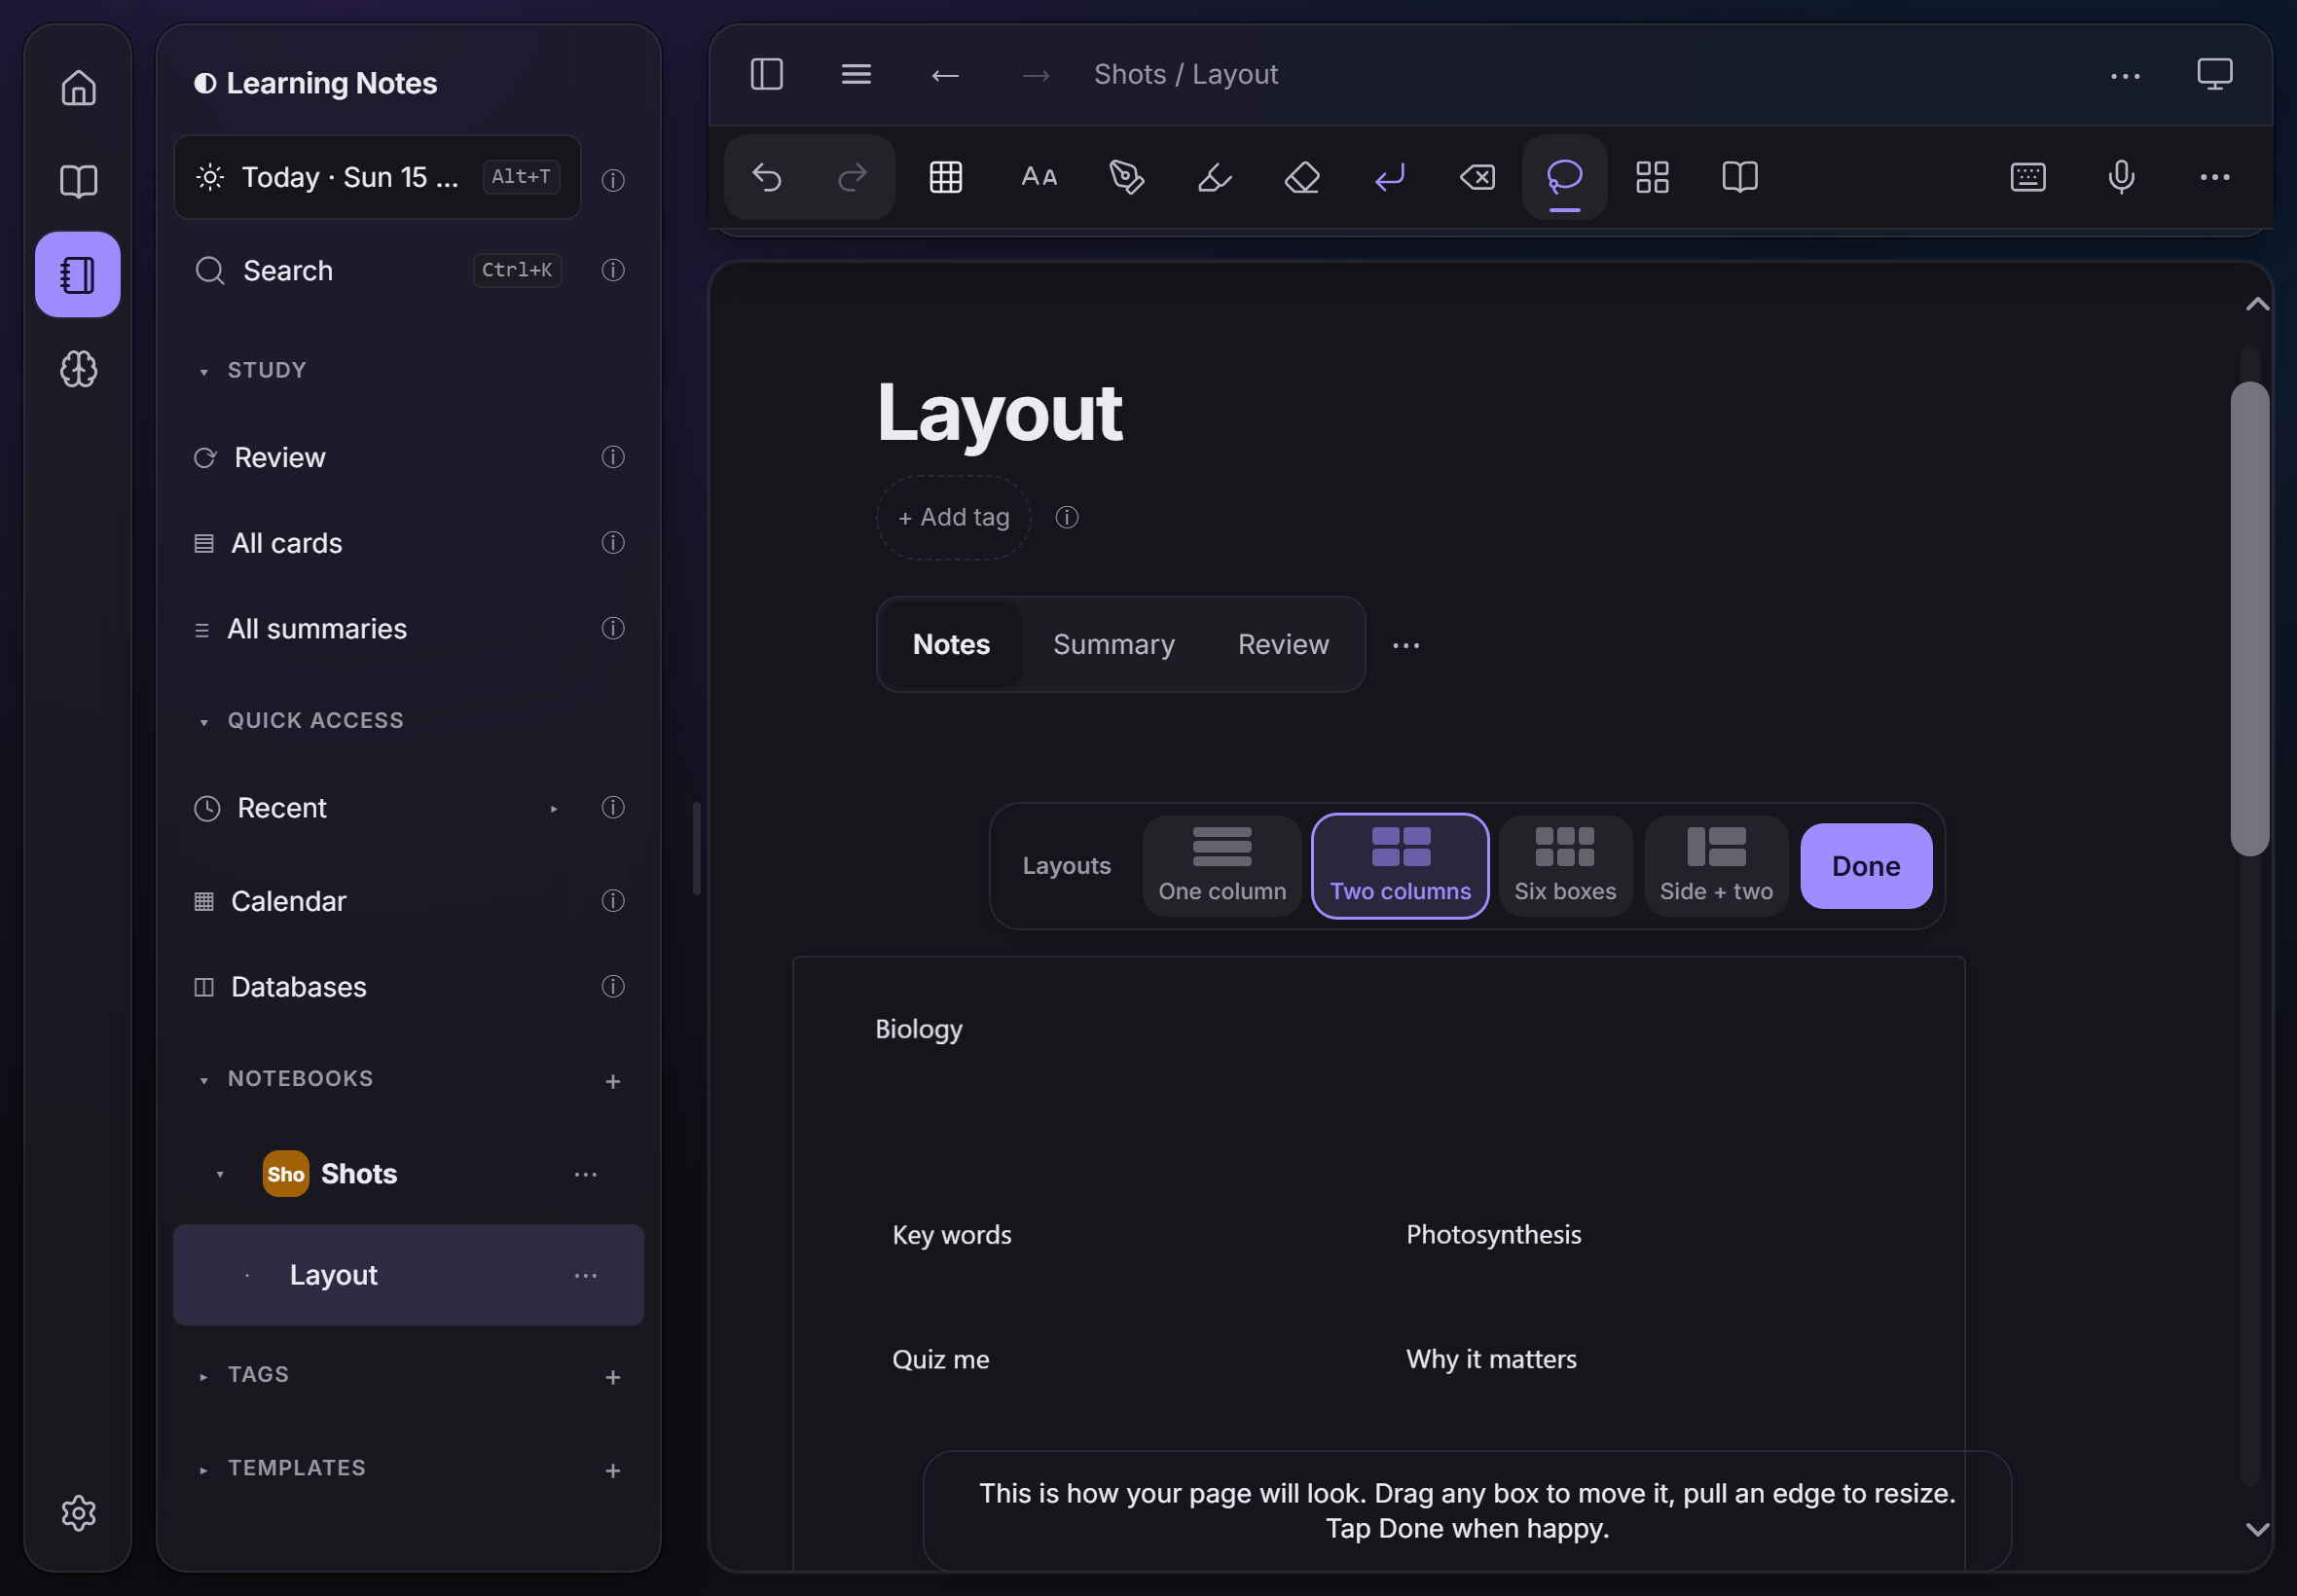 Learning Notes
Today · Sun 15 ... Alt+T
Search Ctrl+K
STUDY
Review
All cards
All summaries
QUICK ACCESS
Recent
Calendar
Databases
NOTEBOOKS
Sho Shots
Layout
TAGS
TEMPLATES
Shots / Layout
AA
Layout
+ Add tag
Notes Summary Review
Layouts One column Two columns Six boxes Side + two Done
Biology
Key words Photosynthesis
Quiz me Why it matters
This is how your page will look. Drag any box to move it, pull an edge to resize.
Tap Done when happy.